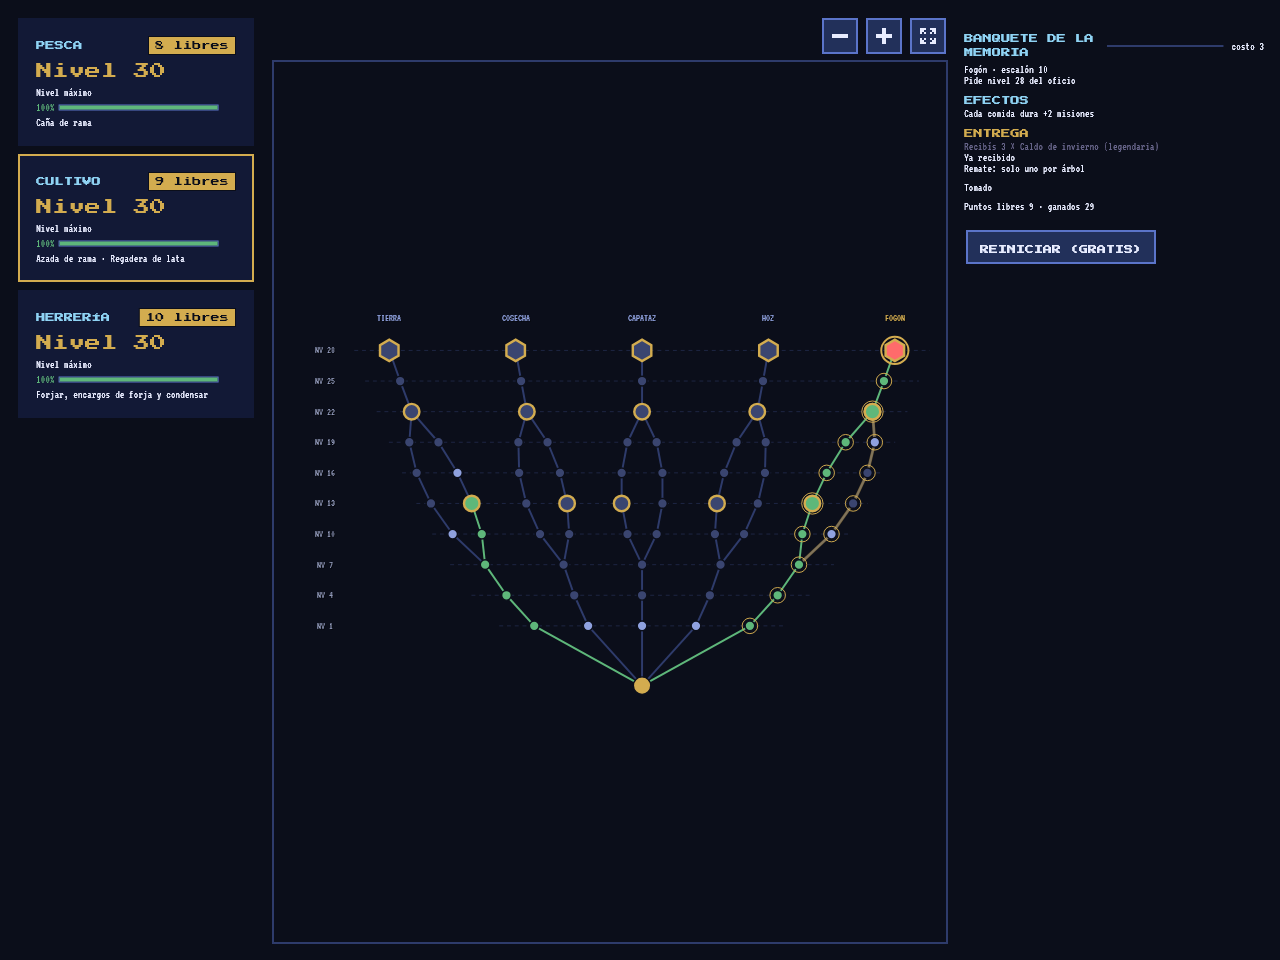 PESCA
8 libres
Nivel 30
Nivel máximo
100%
Caña de rama
CULTIVO
9 libres
Nivel 30
Nivel máximo
100%
Azada de rama · Regadera de lata
HERRERíA
10 libres
Nivel 30
Nivel máximo
100%
Forjar, encargos de forja y condensar
TIERRA
COSECHA
CAPATAZ
HOZ
FOGÓN
NV 28
NV 25
NV 22
NV 19
NV 16
NV 13
NV 10
NV 7
NV 4
NV 1
BANQUETE DE LA
MEMORIA
costo 3
Fogón · escalón 10
Pide nivel 28 del oficio
EFECTOS
Cada comida dura +2 misiones
ENTREGA
Recibís 3 × Caldo de invierno (legendaria)
Ya recibido
Remate: solo uno por árbol
Tomado
Puntos libres 9 · ganados 29
REINICIAR (GRATIS)